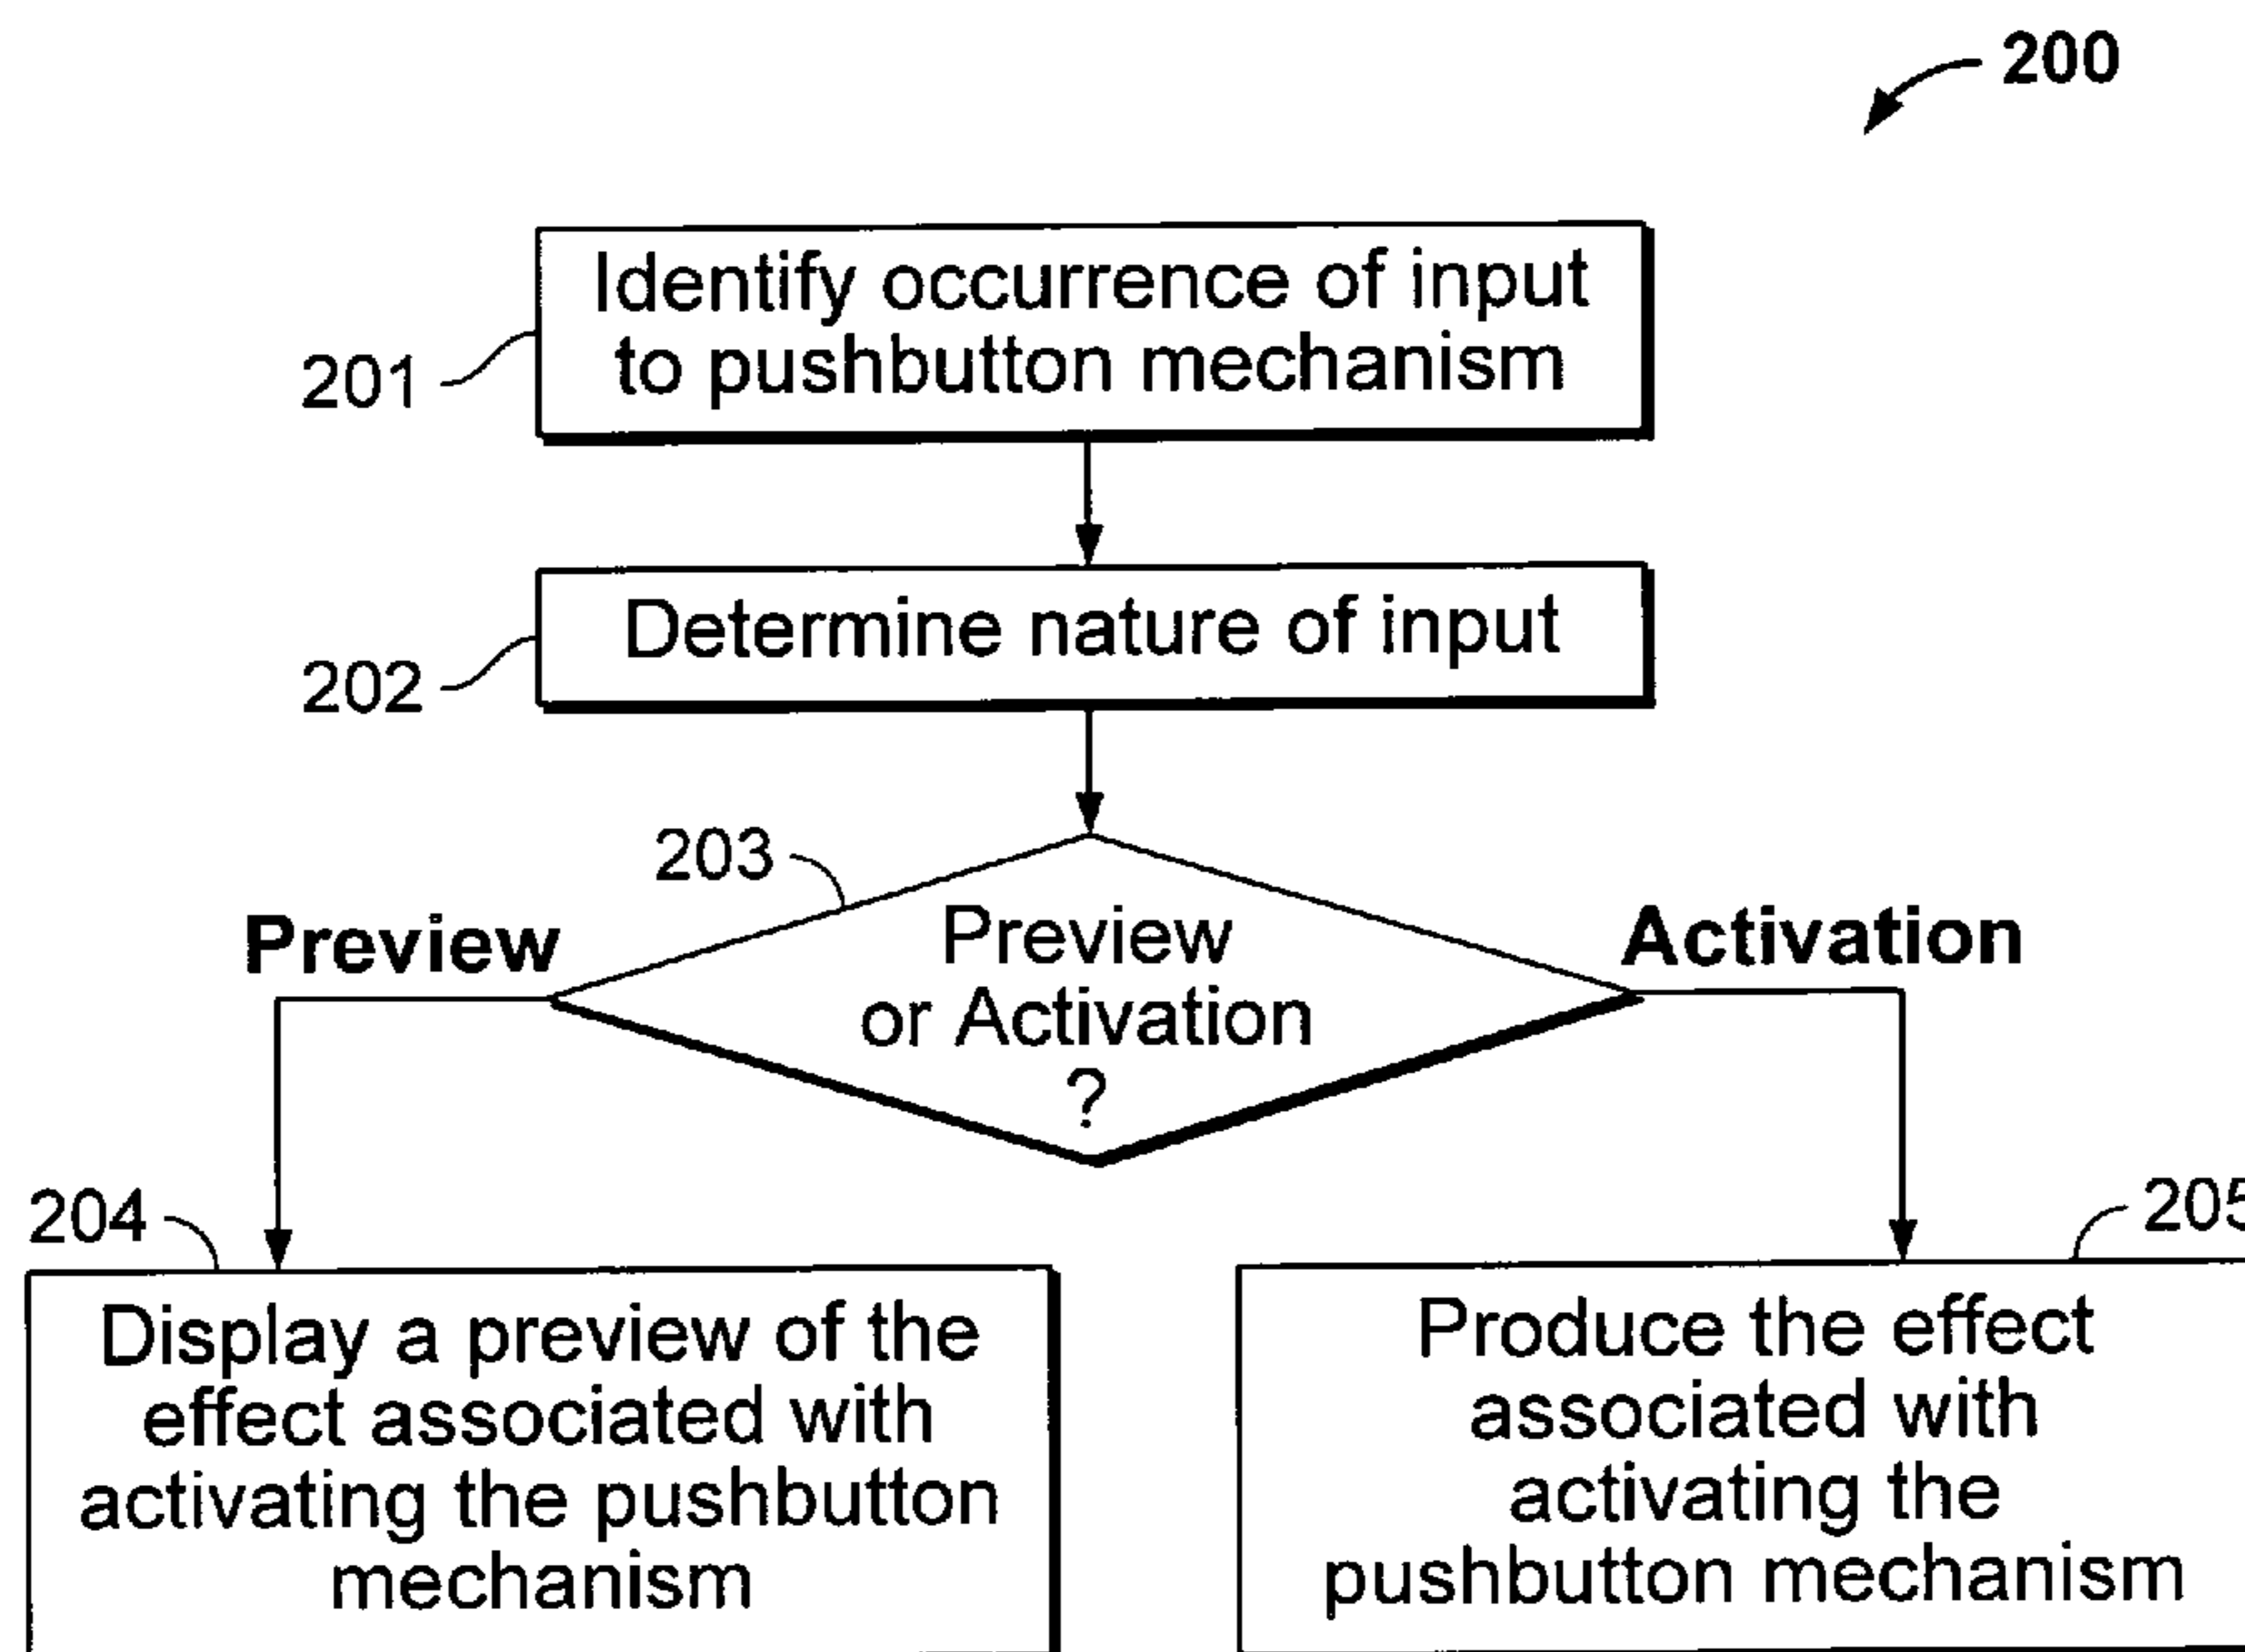 200
Identify occurrence of input
to pushbutton mechanism
201
Determine nature of input
202
203
Preview
Preview
or Activation
?
Activation
204
205
Display a preview of the
effect associated with
activating the pushbutton
mechanism
Produce the effect
associated with
activating the
pushbutton mechanism